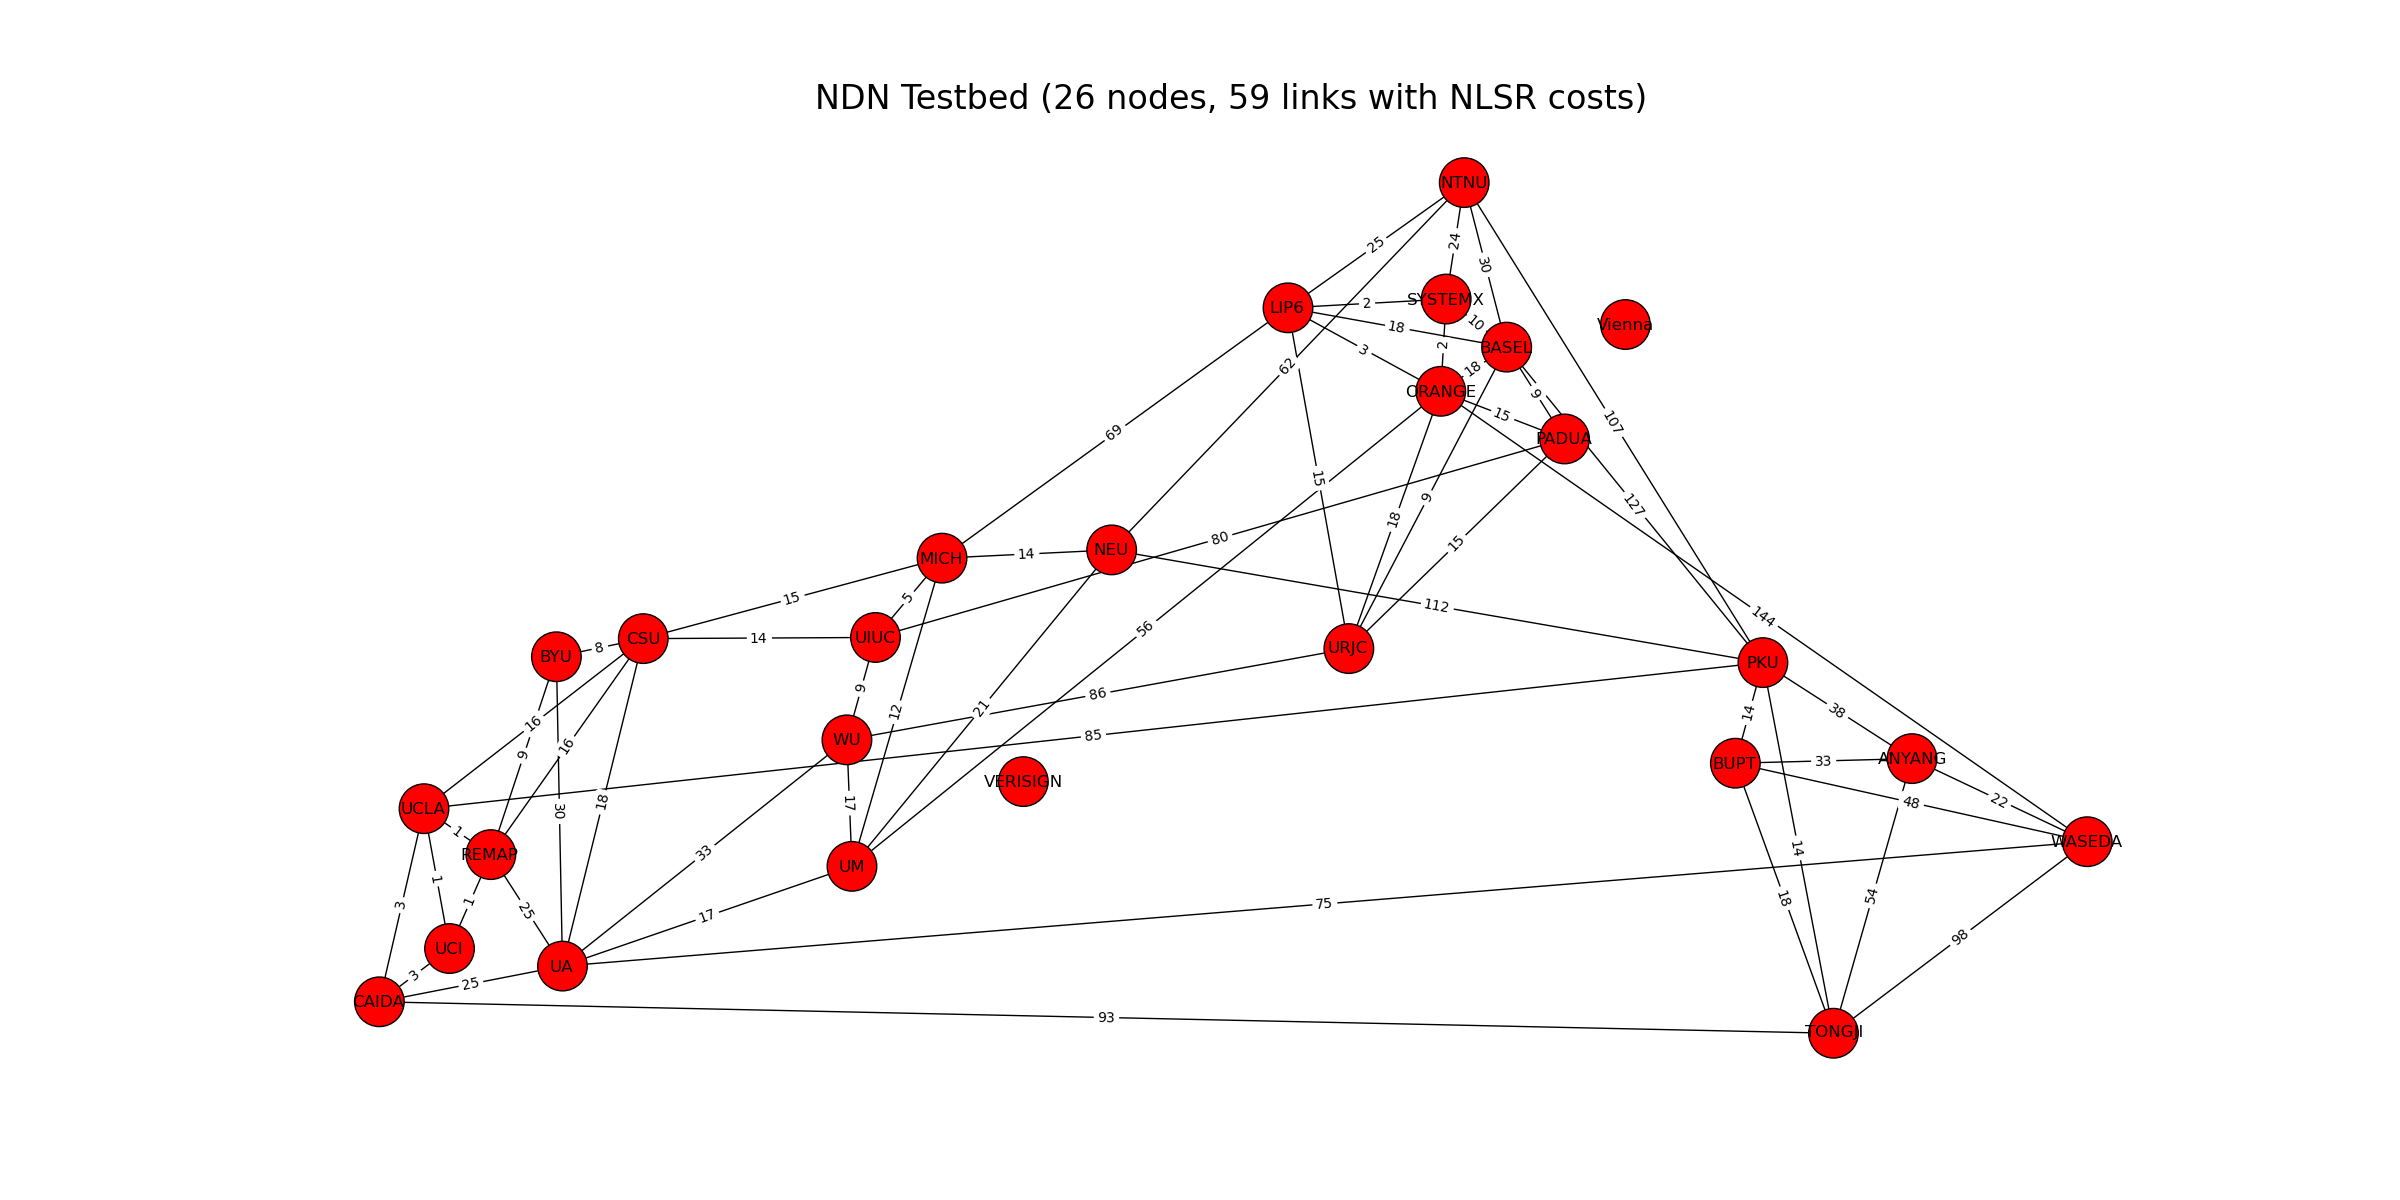 NDN Testbed (26 nodes, 59 links with NLSR costs)
NTNU
25
24
30
SYSTEMX
LIP6
2
10
Vienna
18
BASEL
2
3
62
18
9
ORANGE
15
107
69
PADUA
15
9
127
18
80
15
MICH
14
NEU
5
15
112
144
56
CSU
14
UIUC
8
BYU
URJC
PKU
9
86
21
12
14
38
16
85
WU
16
9
BUPT
33
ANYANG
VERISIGN
17
30
18
48
22
UCLA
1
WASEDA
33
14
REMAP
UM
1
54
18
1
3
25
17
75
98
UCI
UA
3
25
CAIDA
93
TONGJI